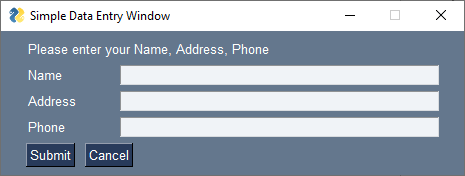 Simple Data Entry Window
Please enter your Name, Address, Phone
Name
Address
Phone
Submit Cancel